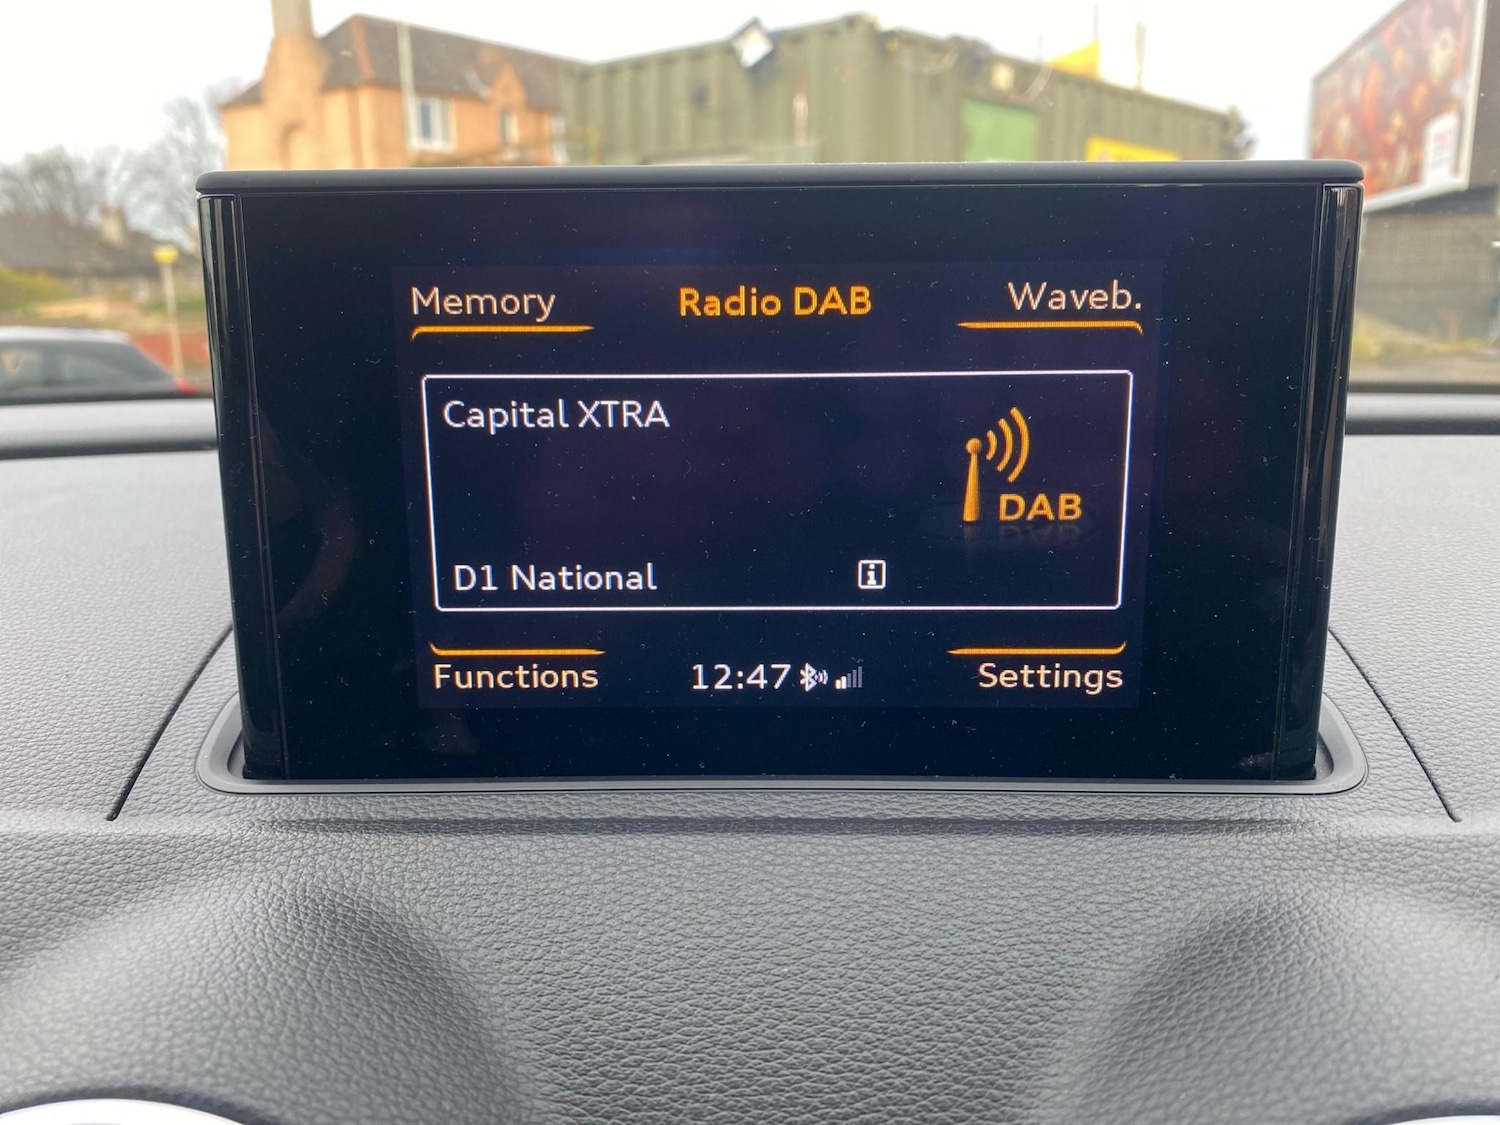 Memory Radio DAB Waveb.
Capital XTRA
DAB
D1 National i
Functions 12:47 Settings